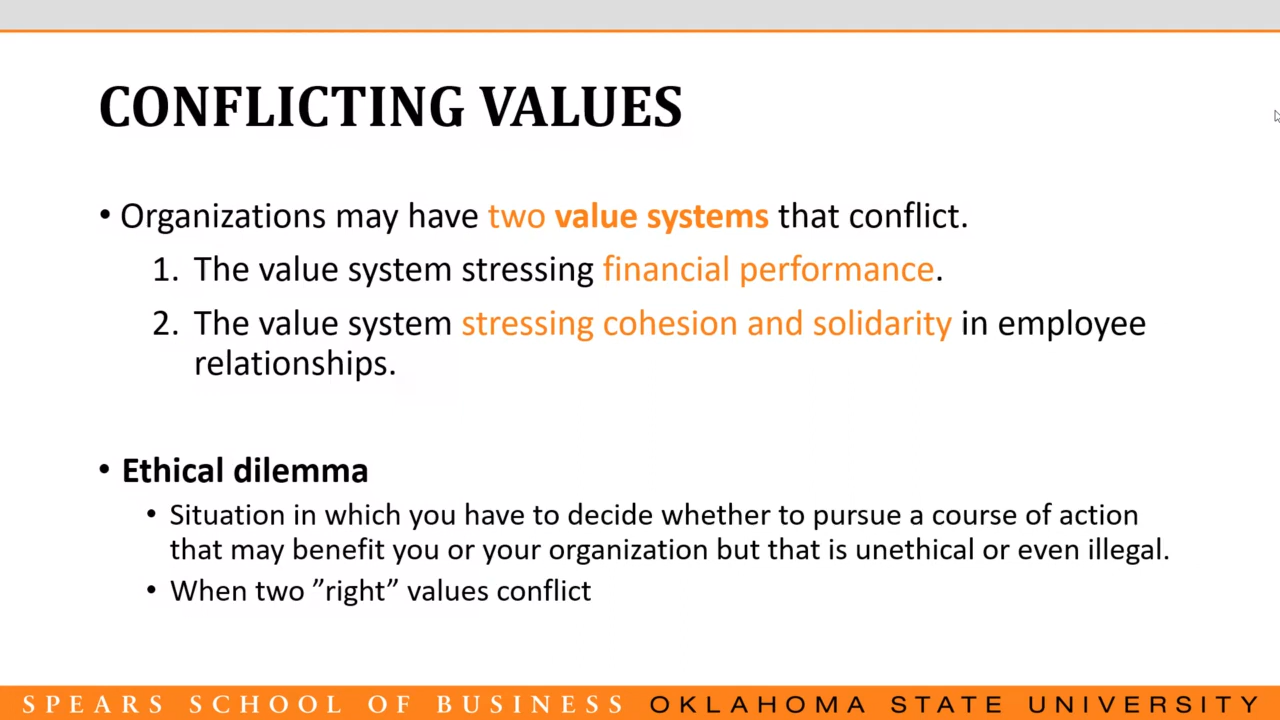 CONFLICTING VALUES
• Organizations may have two value systems that conflict.
1. The value system stressing financial performance.
2. The value system stressing cohesion and solidarity in employee
relationships.
• Ethical dilemma
• Situation in which you have to decide whether to pursue a course of action
that may benefit you or your organization but that is unethical or even illegal.
• When two ”right” values conflict
SPEARS SCHOOL OF BUSINESS OKLAHOMA STATE UNIVERSITY